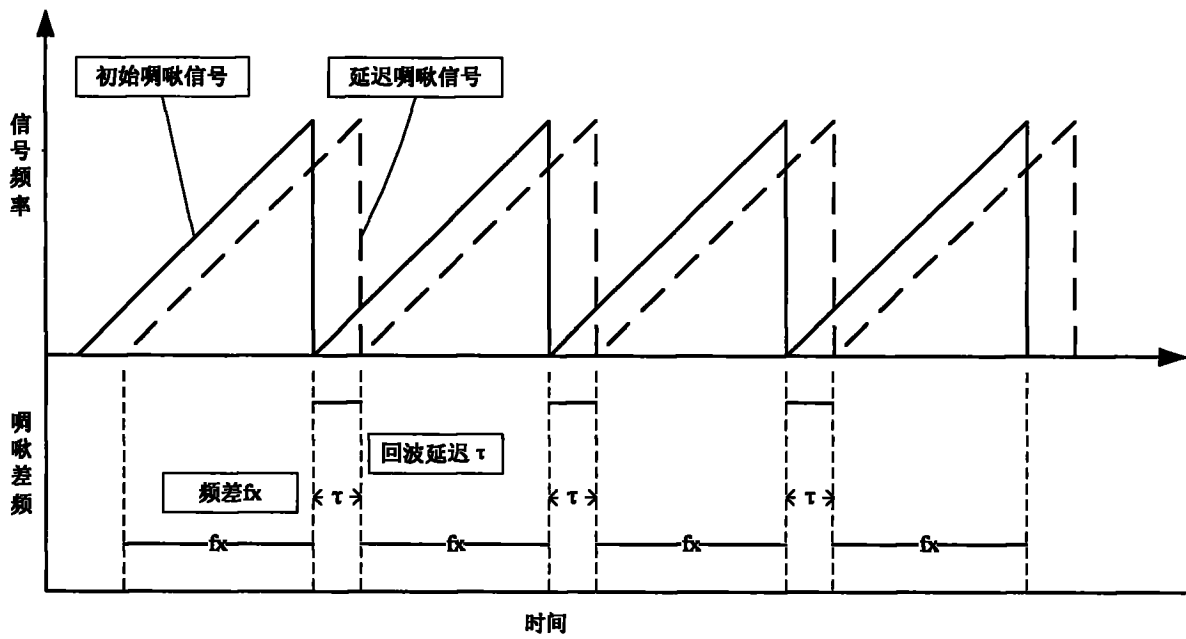 初始啁啾信号
延迟啁啾信号
信号频率
啁啾差频
回波延迟 τ
频差fx
τ
τ
τ
fx
fx
fx
fx
时间